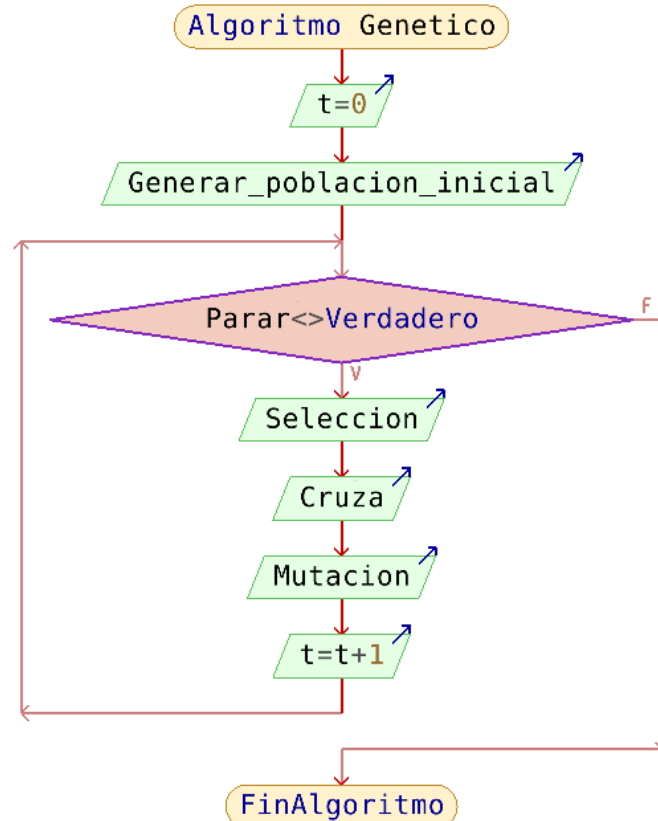 Algoritmo Genetico
t=0
Generar_poblacion_inicial
Parar<>Verdadero
F
V
Seleccion
Cruza
Mutacion
t=t+1
FinAlgoritmo